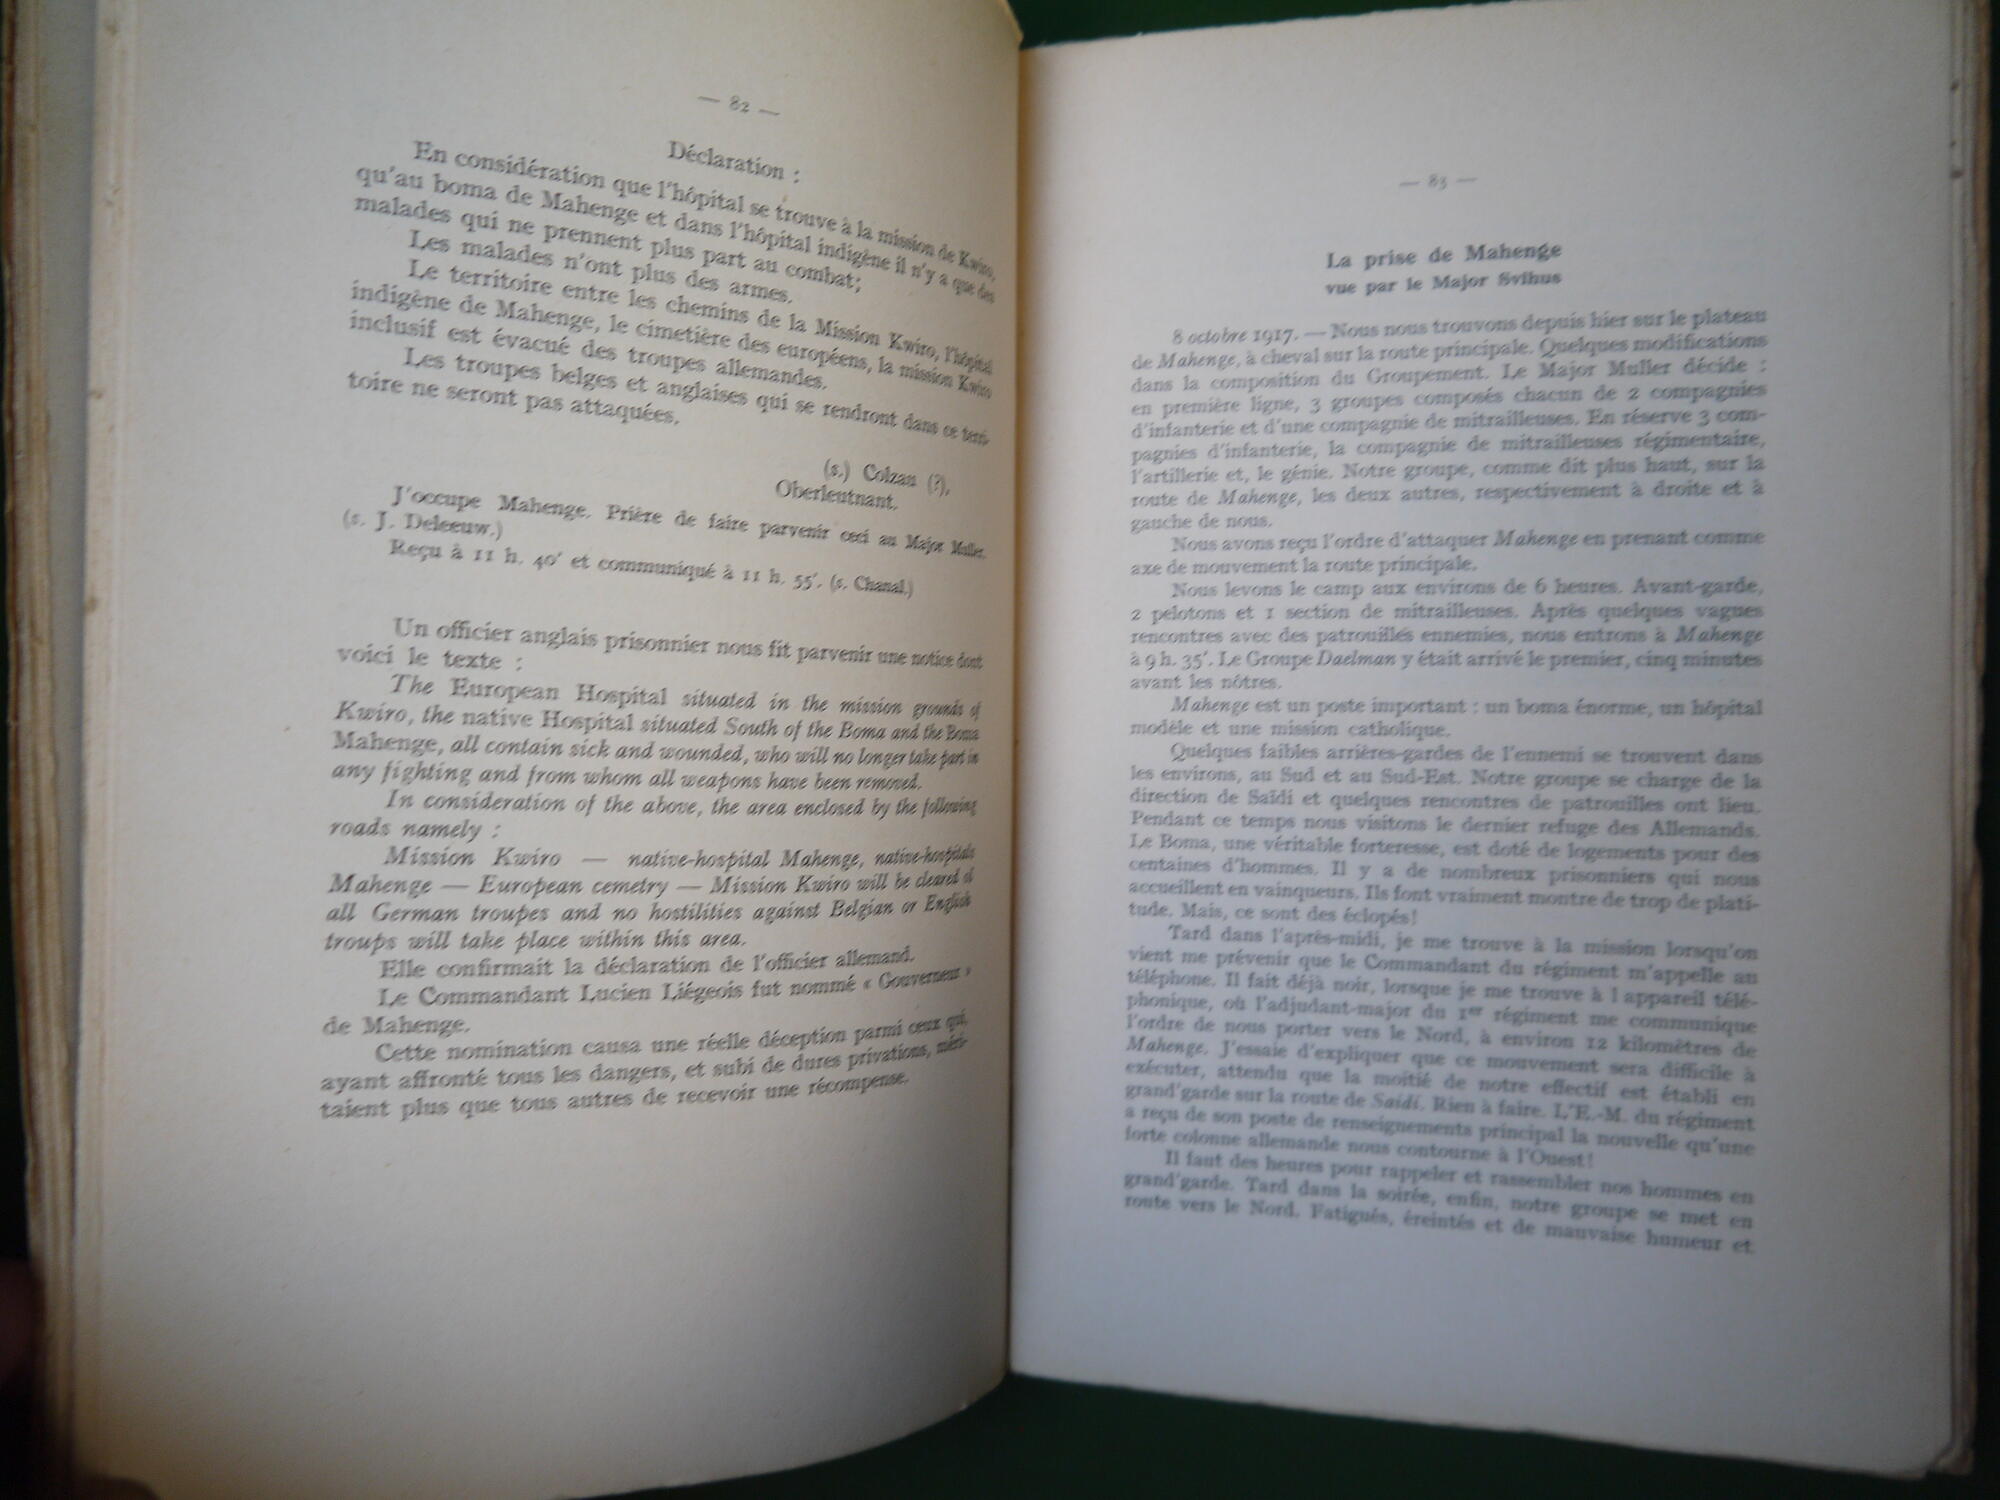 — 82 —
Déclaration :
En considération que l'hôpital se trouve à la mission de Kwiro,
qu'au boma de Mahenge et dans l'hôpital indigène il n'y a que des
malades qui ne prennent plus part au combat;
Les malades n'ont plus des armes.
Le territoire entre les chemins de la Mission Kwiro, l'hôpital
indigène de Mahenge, le cimetière des européens, la mission Kwiro
inclusif est évacué des troupes allemandes.
Les troupes belges et anglaises qui se rendront dans ce terri-
toire ne seront pas attaquées.
(s.) Colzan (?),
Oberleutnant.
J'occupe Mahenge. Prière de faire parvenir ceci au Major Muller.
(s. J. Deleeuw.)
Reçu à 11 h. 40' et communiqué à 11 h. 55'. (s. Chanal.)
Un officier anglais prisonnier nous fit parvenir une notice dont
voici le texte :
The European Hospital situated in the mission grounds of
Kwiro, the native Hospital situated South of the Boma and the Boma
Mahenge, all contain sick and wounded, who will no longer take part in
any fighting and from whom all weapons have been removed.
In consideration of the above, the area enclosed by the following
roads namely :
Mission Kwiro — native-hospital Mahenge, native-hospitals
Mahenge — European cemetry — Mission Kwiro will be cleared of
all German troupes and no hostilities against Belgian or English
troups will take place within this area.
Elle confirmait la déclaration de l'officier allemand.
Le Commandant Lucien Liégeois fut nommé « Gouverneur »
de Mahenge.
Cette nomination causa une réelle déception parmi ceux qui,
ayant affronté tous les dangers, et subi de dures privations, méri-
taient plus que tous autres de recevoir une récompense.
— 83 —
La prise de Mahenge
vue par le Major Svihus
8 octobre 1917. — Nous nous trouvons depuis hier sur le plateau
de Mahenge, à cheval sur la route principale. Quelques modifications
dans la composition du Groupement. Le Major Muller décide :
en première ligne, 3 groupes composés chacun de 2 compagnies
d'infanterie et d'une compagnie de mitrailleuses. En réserve 3 com-
pagnies d'infanterie, la compagnie de mitrailleuses régimentaire,
l'artillerie et, le génie. Notre groupe, comme dit plus haut, sur la
route de Mahenge, les deux autres, respectivement à droite et à
gauche de nous.
Nous avons reçu l'ordre d'attaquer Mahenge en prenant comme
axe de mouvement la route principale.
Nous levons le camp aux environs de 6 heures. Avant-garde,
2 pelotons et 1 section de mitrailleuses. Après quelques vagues
rencontres avec des patrouilles ennemies, nous entrons à Mahenge
à 9 h. 35'. Le Groupe Daelman y était arrivé le premier, cinq minutes
avant les nôtres.
Mahenge est un poste important : un boma énorme, un hôpital
modèle et une mission catholique.
Quelques faibles arrières-gardes de l'ennemi se trouvent dans
les environs, au Sud et au Sud-Est. Notre groupe se charge de la
direction de Saïdi et quelques rencontres de patrouilles ont lieu.
Pendant ce temps nous visitons le dernier refuge des Allemands.
Le Boma, une véritable forteresse, est doté de logements pour des
centaines d'hommes. Il y a de nombreux prisonniers qui nous
accueillent en vainqueurs. Ils font vraiment montre de trop de plati-
tude. Mais, ce sont des éclopés!
Tard dans l'après-midi, je me trouve à la mission lorsqu'on
vient me prévenir que le Commandant du régiment m'appelle au
téléphone. Il fait déjà noir, lorsque je me trouve à l appareil télé-
phonique, où l'adjudant-major du 1er régiment me communique
l'ordre de nous porter vers le Nord, à environ 12 kilomètres de
Mahenge. J'essaie d'expliquer que ce mouvement sera difficile à
exécuter, attendu que la moitié de notre effectif est établi en
grand'garde sur la route de Saïdi. Rien à faire. L'E.-M. du régiment
a reçu de son poste de renseignements principal la nouvelle qu'une
forte colonne allemande nous contourne à l'Ouest!
Il faut des heures pour rappeler et rassembler nos hommes en
grand'garde. Tard dans la soirée, enfin, notre groupe se met en
route vers le Nord. Fatigués, éreintés et de mauvaise humeur et